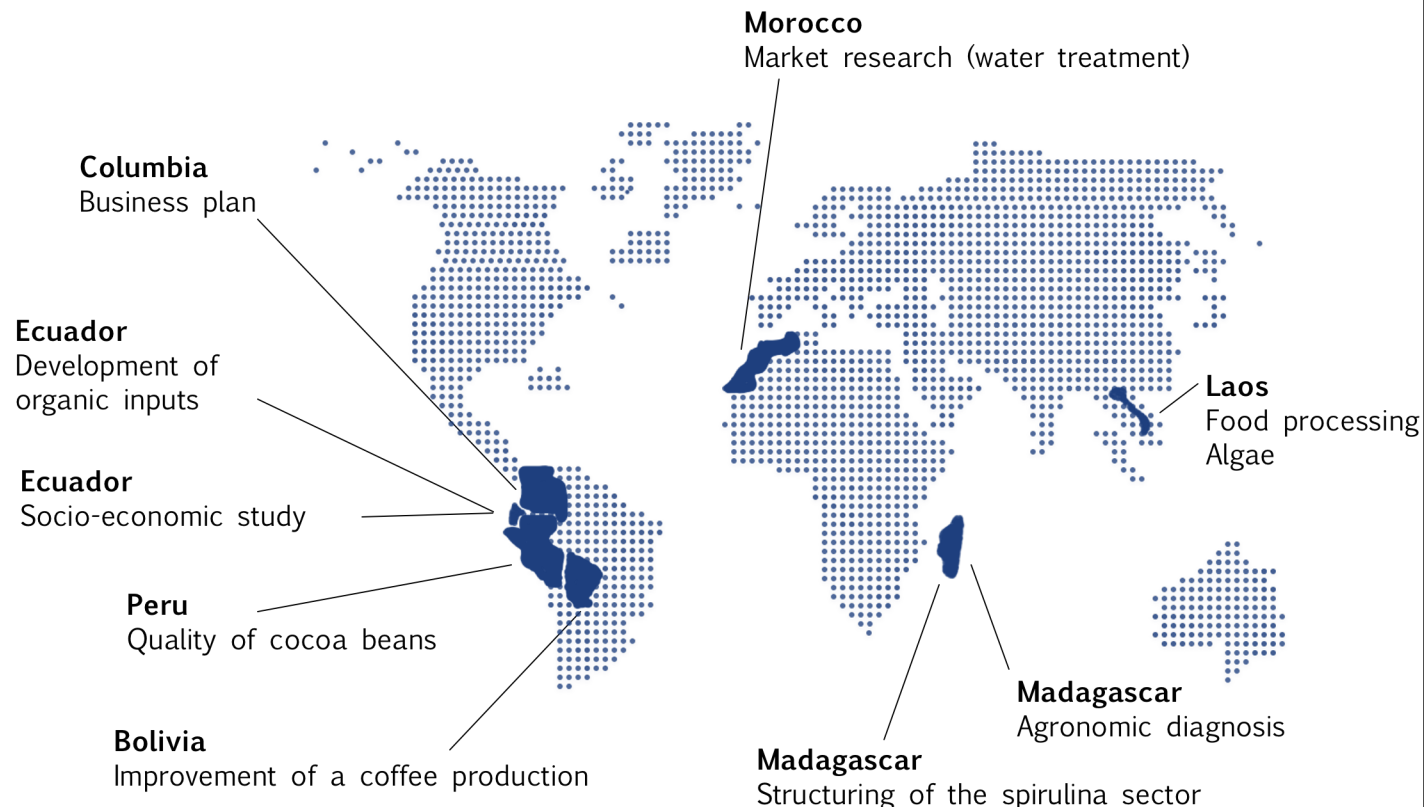 Morocco
Market research (water treatment)
Columbia
Business plan
Ecuador
Development of
organic inputs
Laos
Food processing
Algae
Ecuador
Socio-economic study
Peru
Quality of cocoa beans
Madagascar
Agronomic diagnosis
Bolivia
Improvement of a coffee production
Madagascar
Structuring of the spirulina sector